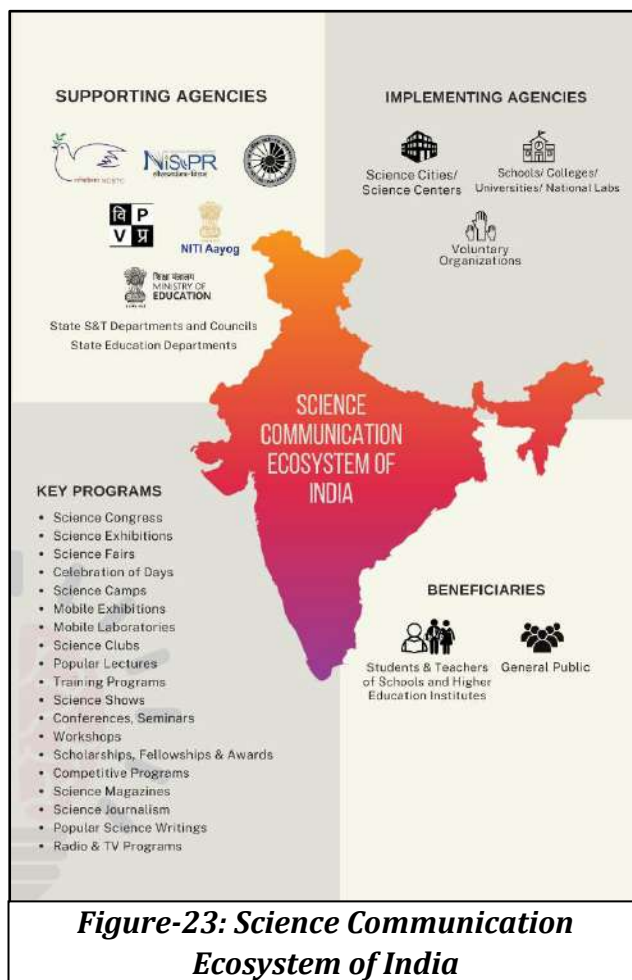 SUPPORTING AGENCIES
NIScPR
वि P
V प्र
NITI Aayog
शिक्षा मंत्रालय
MINISTRY OF
EDUCATION
State S&T Departments and Councils
State Education Departments
IMPLEMENTING AGENCIES
Science Cities/
Science Centers
Schools/ Colleges/
Universities/ National Labs
Voluntary
Organizations
SCIENCE
COMMUNICATION
ECOSYSTEM OF
INDIA
KEY PROGRAMS
• Science Congress
• Science Exhibitions
• Science Fairs
• Celebration of Days
• Science Camps
• Mobile Exhibitions
• Mobile Laboratories
• Science Clubs
• Popular Lectures
• Training Programs
• Science Shows
• Conferences, Seminars
• Workshops
• Scholarships, Fellowships & Awards
• Competitive Programs
• Science Magazines
• Science Journalism
• Popular Science Writings
• Radio & TV Programs
BENEFICIARIES
Students & Teachers
of Schools and Higher
Education Institutes
General Public
Figure-23: Science Communication
Ecosystem of India